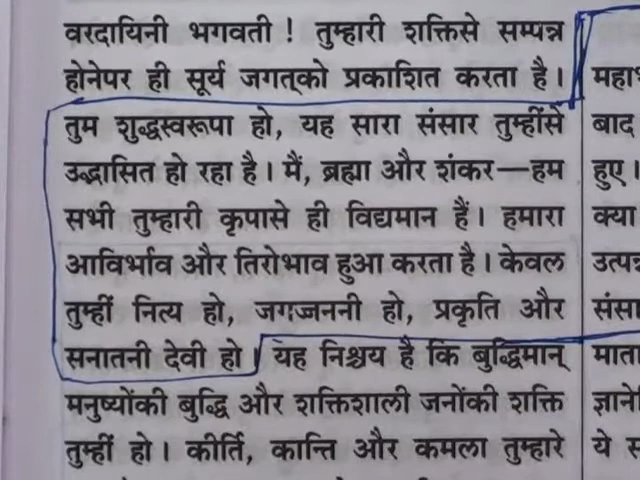 वरदायिनी भगवती ! तुम्हारी शक्तिसे सम्पन्न
होनेपर ही सूर्य जगत्‌को प्रकाशित करता है।
तुम शुद्धस्वरूपा हो, यह सारा संसार तुम्हींसे
उद्भासित हो रहा है। मैं, ब्रह्मा और शंकर—हम
सभी तुम्हारी कृपासे ही विद्यमान हैं। हमारा
आविर्भाव और तिरोभाव हुआ करता है। केवल
तुम्हीं नित्य हो, जगज्जननी हो, प्रकृति और
सनातनी देवी हो। यह निश्चय है कि बुद्धिमान्
मनुष्योंकी बुद्धि और शक्तिशाली जनोंकी शक्ति
तुम्हीं हो। कीर्ति, कान्ति और कमला तुम्हारे
बाद
हुए।
क्या
माता
ये